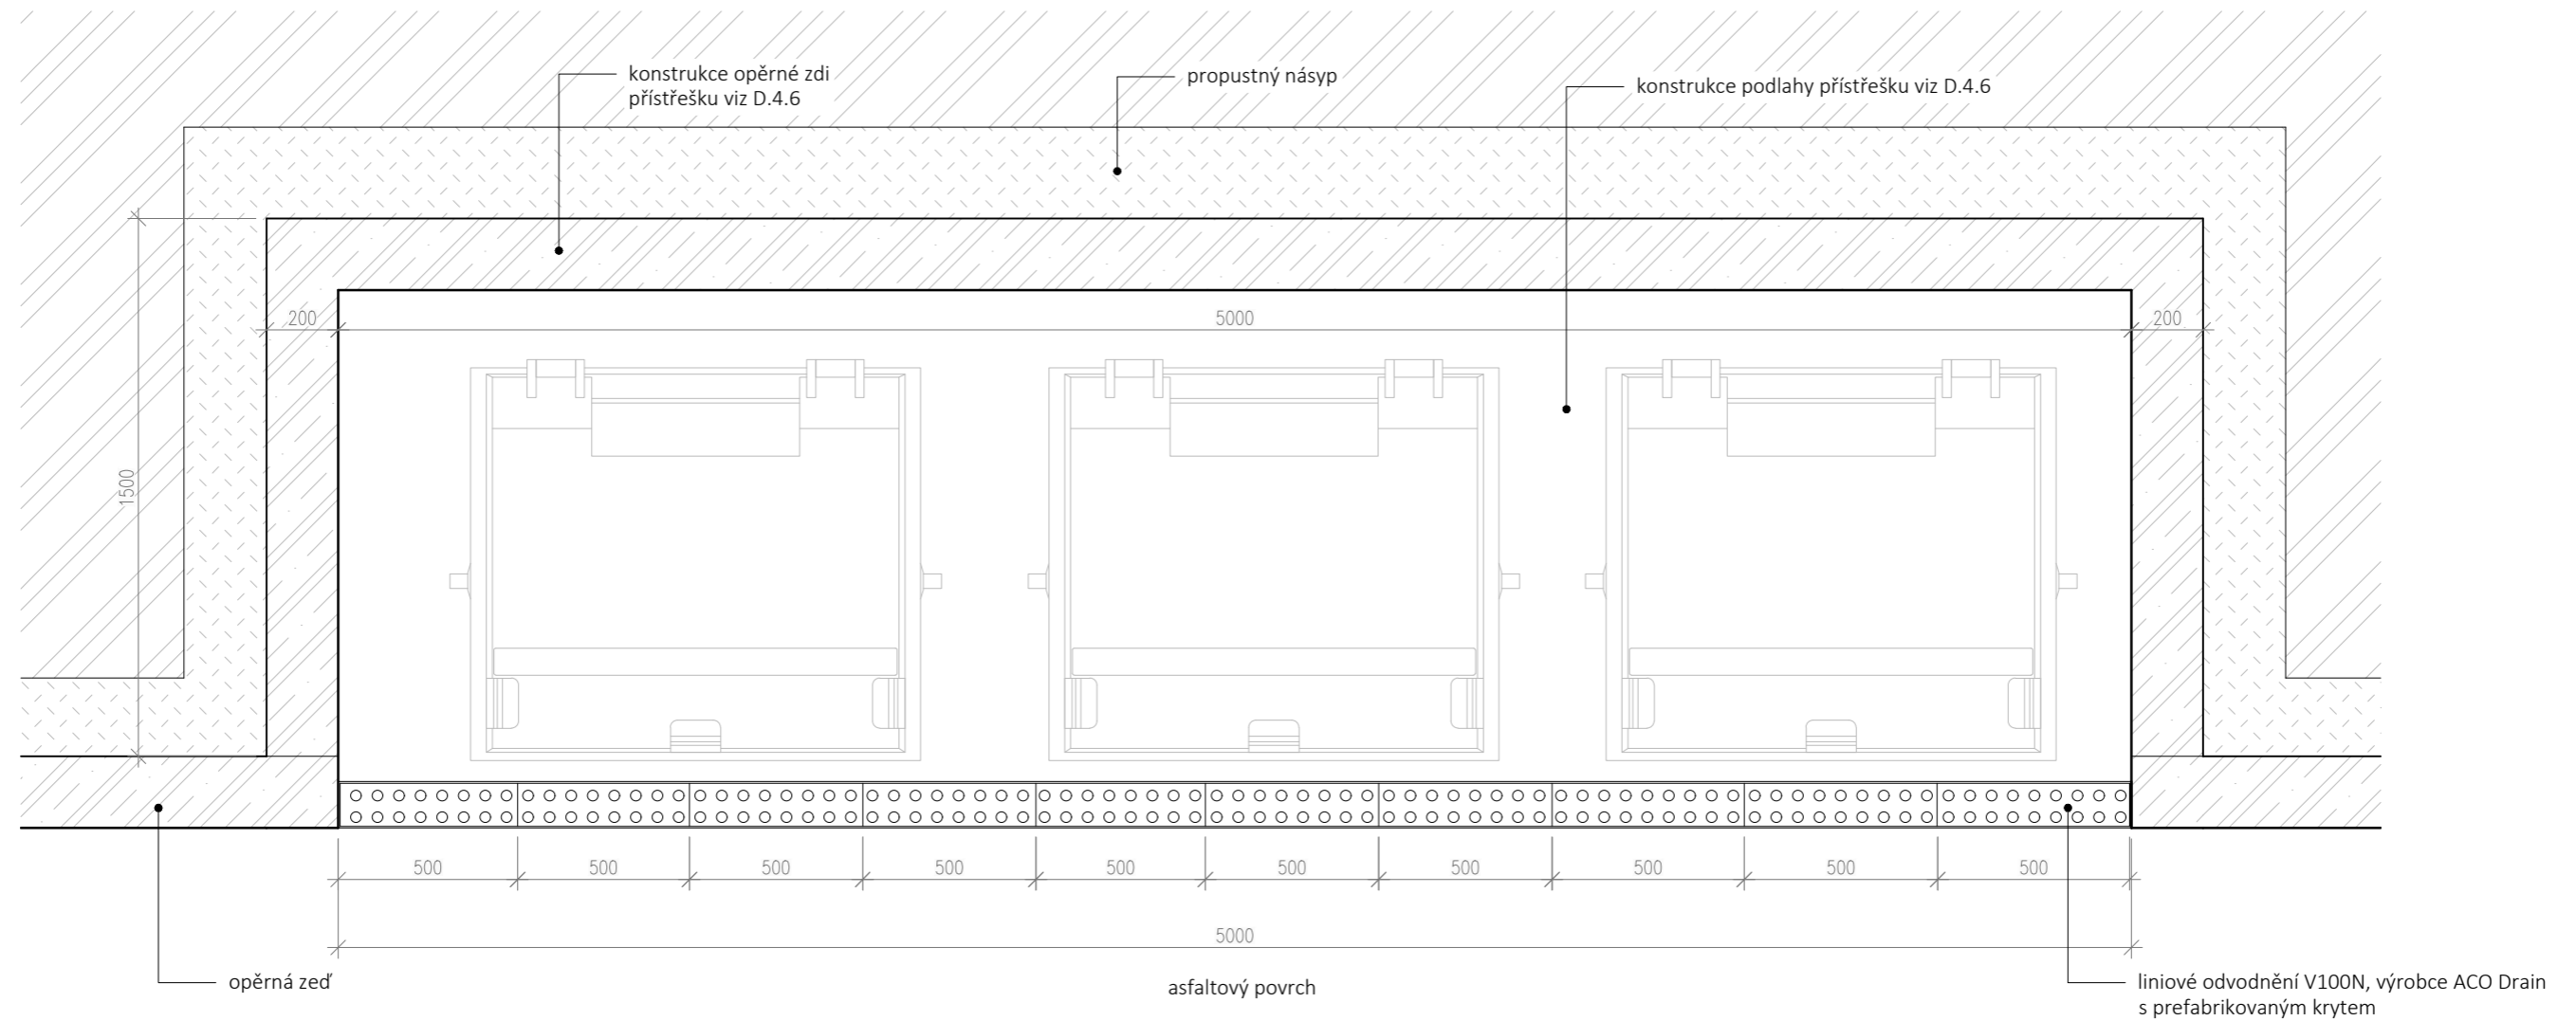 konstrukce opěrné zdi
přístřešku viz D.4.6
propustný násyp
konstrukce podlahy přístřešku viz D.4.6
200
5000
200
1500
500
500
500
500
500
500
500
500
500
500
5000
opěrná zeď
asfaltový povrch
liniové odvodnění V100N, výrobce ACO Drain
s prefabrikovaným krytem